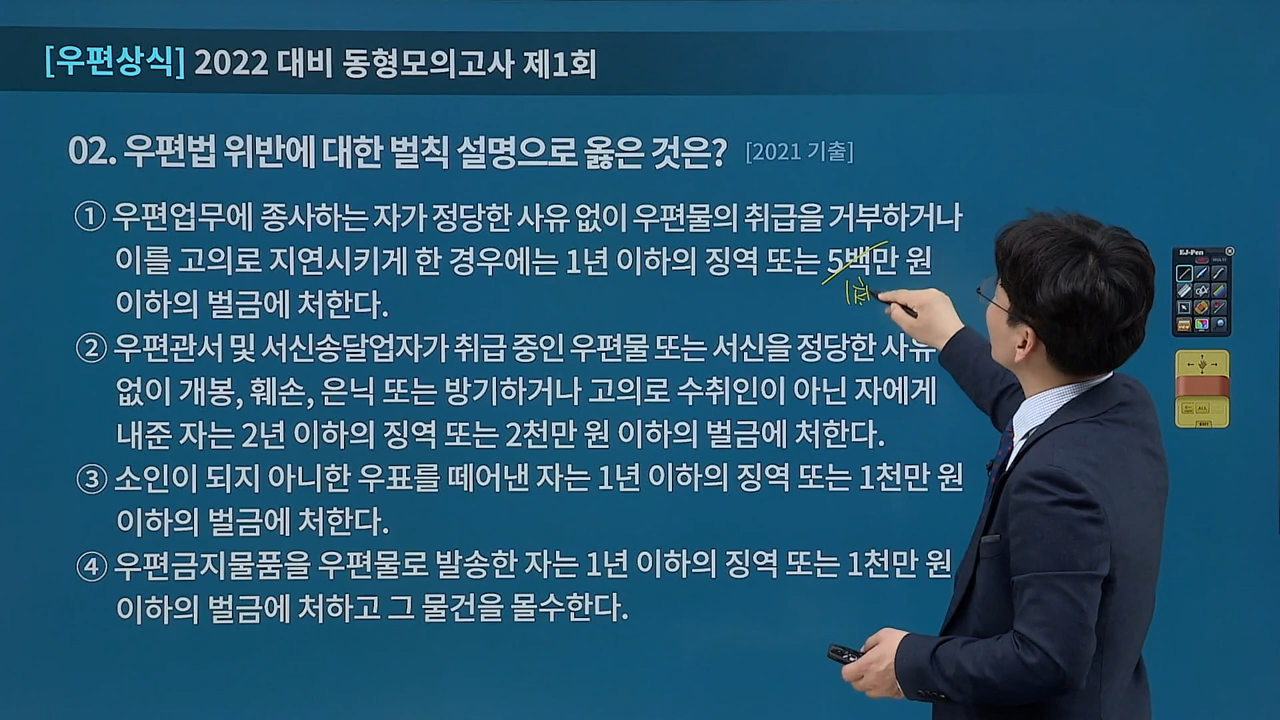 [우편상식] 2022 대비 동형모의고사 제1회
02. 우편법 위반에 대한 벌칙 설명으로 옳은 것은? [2021 기출]
① 우편업무에 종사하는 자가 정당한 사유 없이 우편물의 취급을 거부하거나
이를 고의로 지연시키게 한 경우에는 1년 이하의 징역 또는 5백만 원
이하의 벌금에 처한다.
② 우편관서 및 서신송달업자가 취급 중인 우편물 또는 서신을 정당한 사유
없이 개봉, 훼손, 은닉 또는 방기하거나 고의로 수취인이 아닌 자에게
내준 자는 2년 이하의 징역 또는 2천만 원 이하의 벌금에 처한다.
③ 소인이 되지 아니한 우표를 떼어낸 자는 1년 이하의 징역 또는 1천만 원
이하의 벌금에 처한다.
④ 우편금지물품을 우편물로 발송한 자는 1년 이하의 징역 또는 1천만 원
이하의 벌금에 처하고 그 물건을 몰수한다.
EJ-Pen